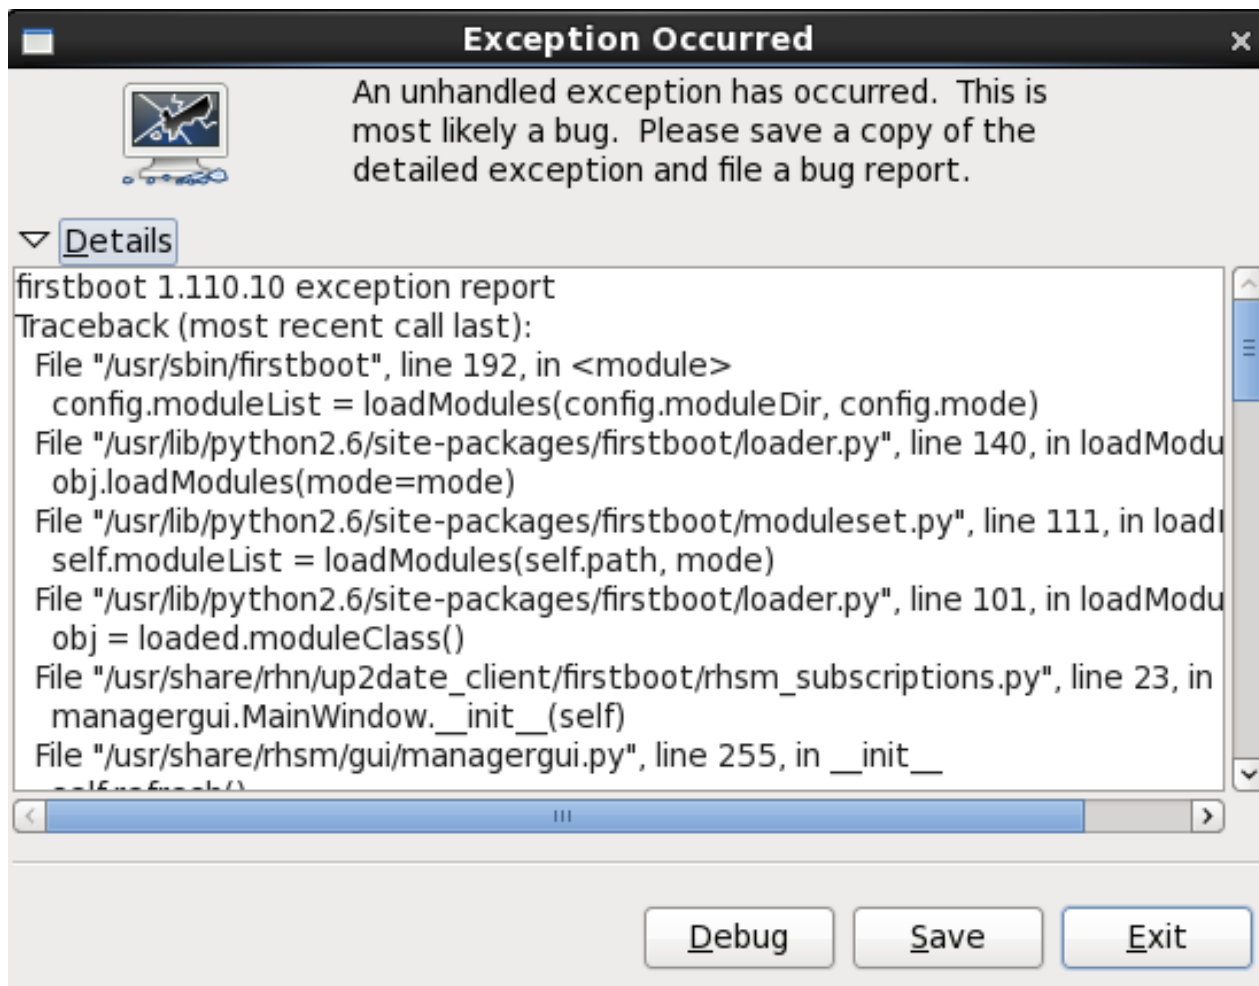 Exception Occurred
An unhandled exception has occurred.  This is
most likely a bug.  Please save a copy of the
detailed exception and file a bug report.
Details
firstboot 1.110.10 exception report
Traceback (most recent call last):
  File "/usr/sbin/firstboot", line 192, in <module>
    config.moduleList = loadModules(config.moduleDir, config.mode)
  File "/usr/lib/python2.6/site-packages/firstboot/loader.py", line 140, in loadModu
    obj.loadModules(mode=mode)
  File "/usr/lib/python2.6/site-packages/firstboot/moduleset.py", line 111, in load
    self.moduleList = loadModules(self.path, mode)
  File "/usr/lib/python2.6/site-packages/firstboot/loader.py", line 101, in loadModu
    obj = loaded.moduleClass()
  File "/usr/share/rhn/up2date_client/firstboot/rhsm_subscriptions.py", line 23, in
    managergui.MainWindow.__init__(self)
  File "/usr/share/rhsm/gui/managergui.py", line 255, in __init__
    self.refresh()
Debug
Save
Exit